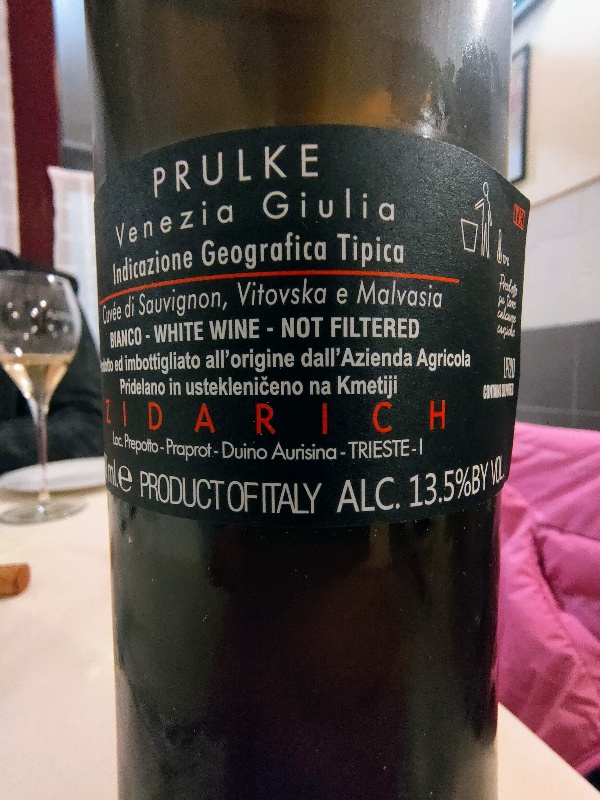 PRULKE
Venezia Giulia
Indicazione Geografica Tipica
Cuvée di Sauvignon, Vitovska e Malvasia
BIANCO - WHITE WINE - NOT FILTERED
ed imbottigliato all'origine dall'Azienda Agricola
Pridelano in ustekleničeno na Kmetiji
ZIDARICH
Loc. Prepotto - Praprot - Duino Aurisina - TRIESTE - I
ml.e PRODUCT OF ITALY ALC. 13.5% BY VOL.